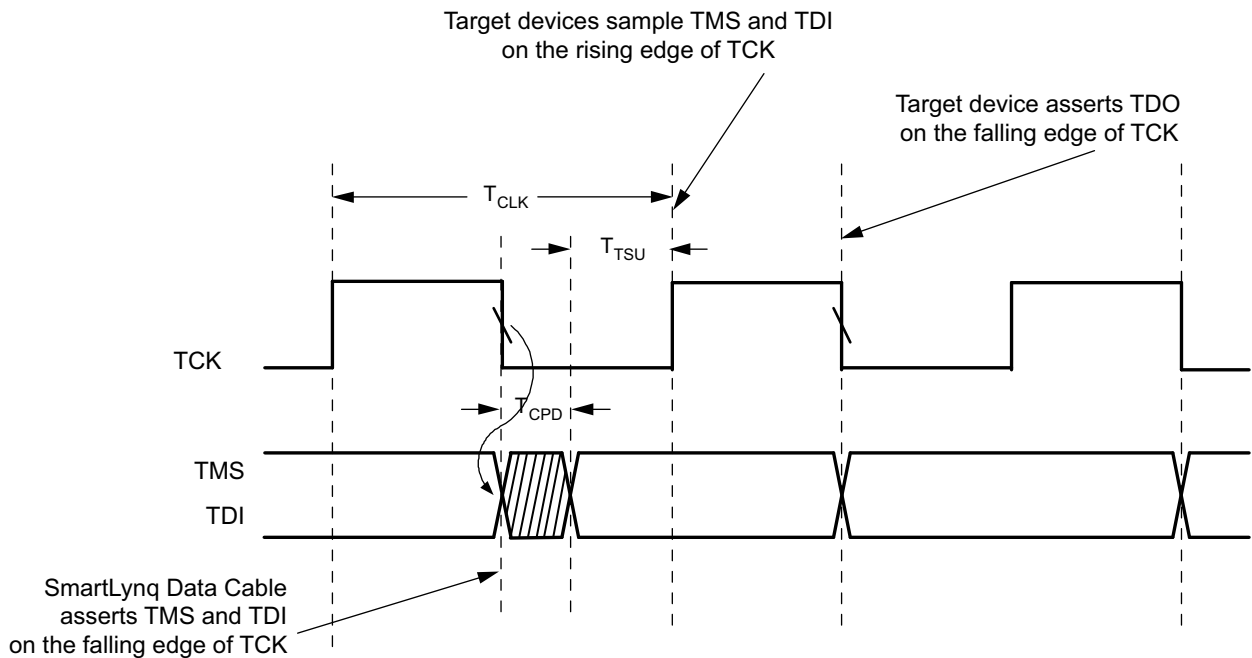 Target devices sample TMS and TDI
on the rising edge of TCK
Target device asserts TDO
on the falling edge of TCK
TCLK
TTSU
TCK
TCPD
TMS
TDI
SmartLynq Data Cable
asserts TMS and TDI
on the falling edge of TCK